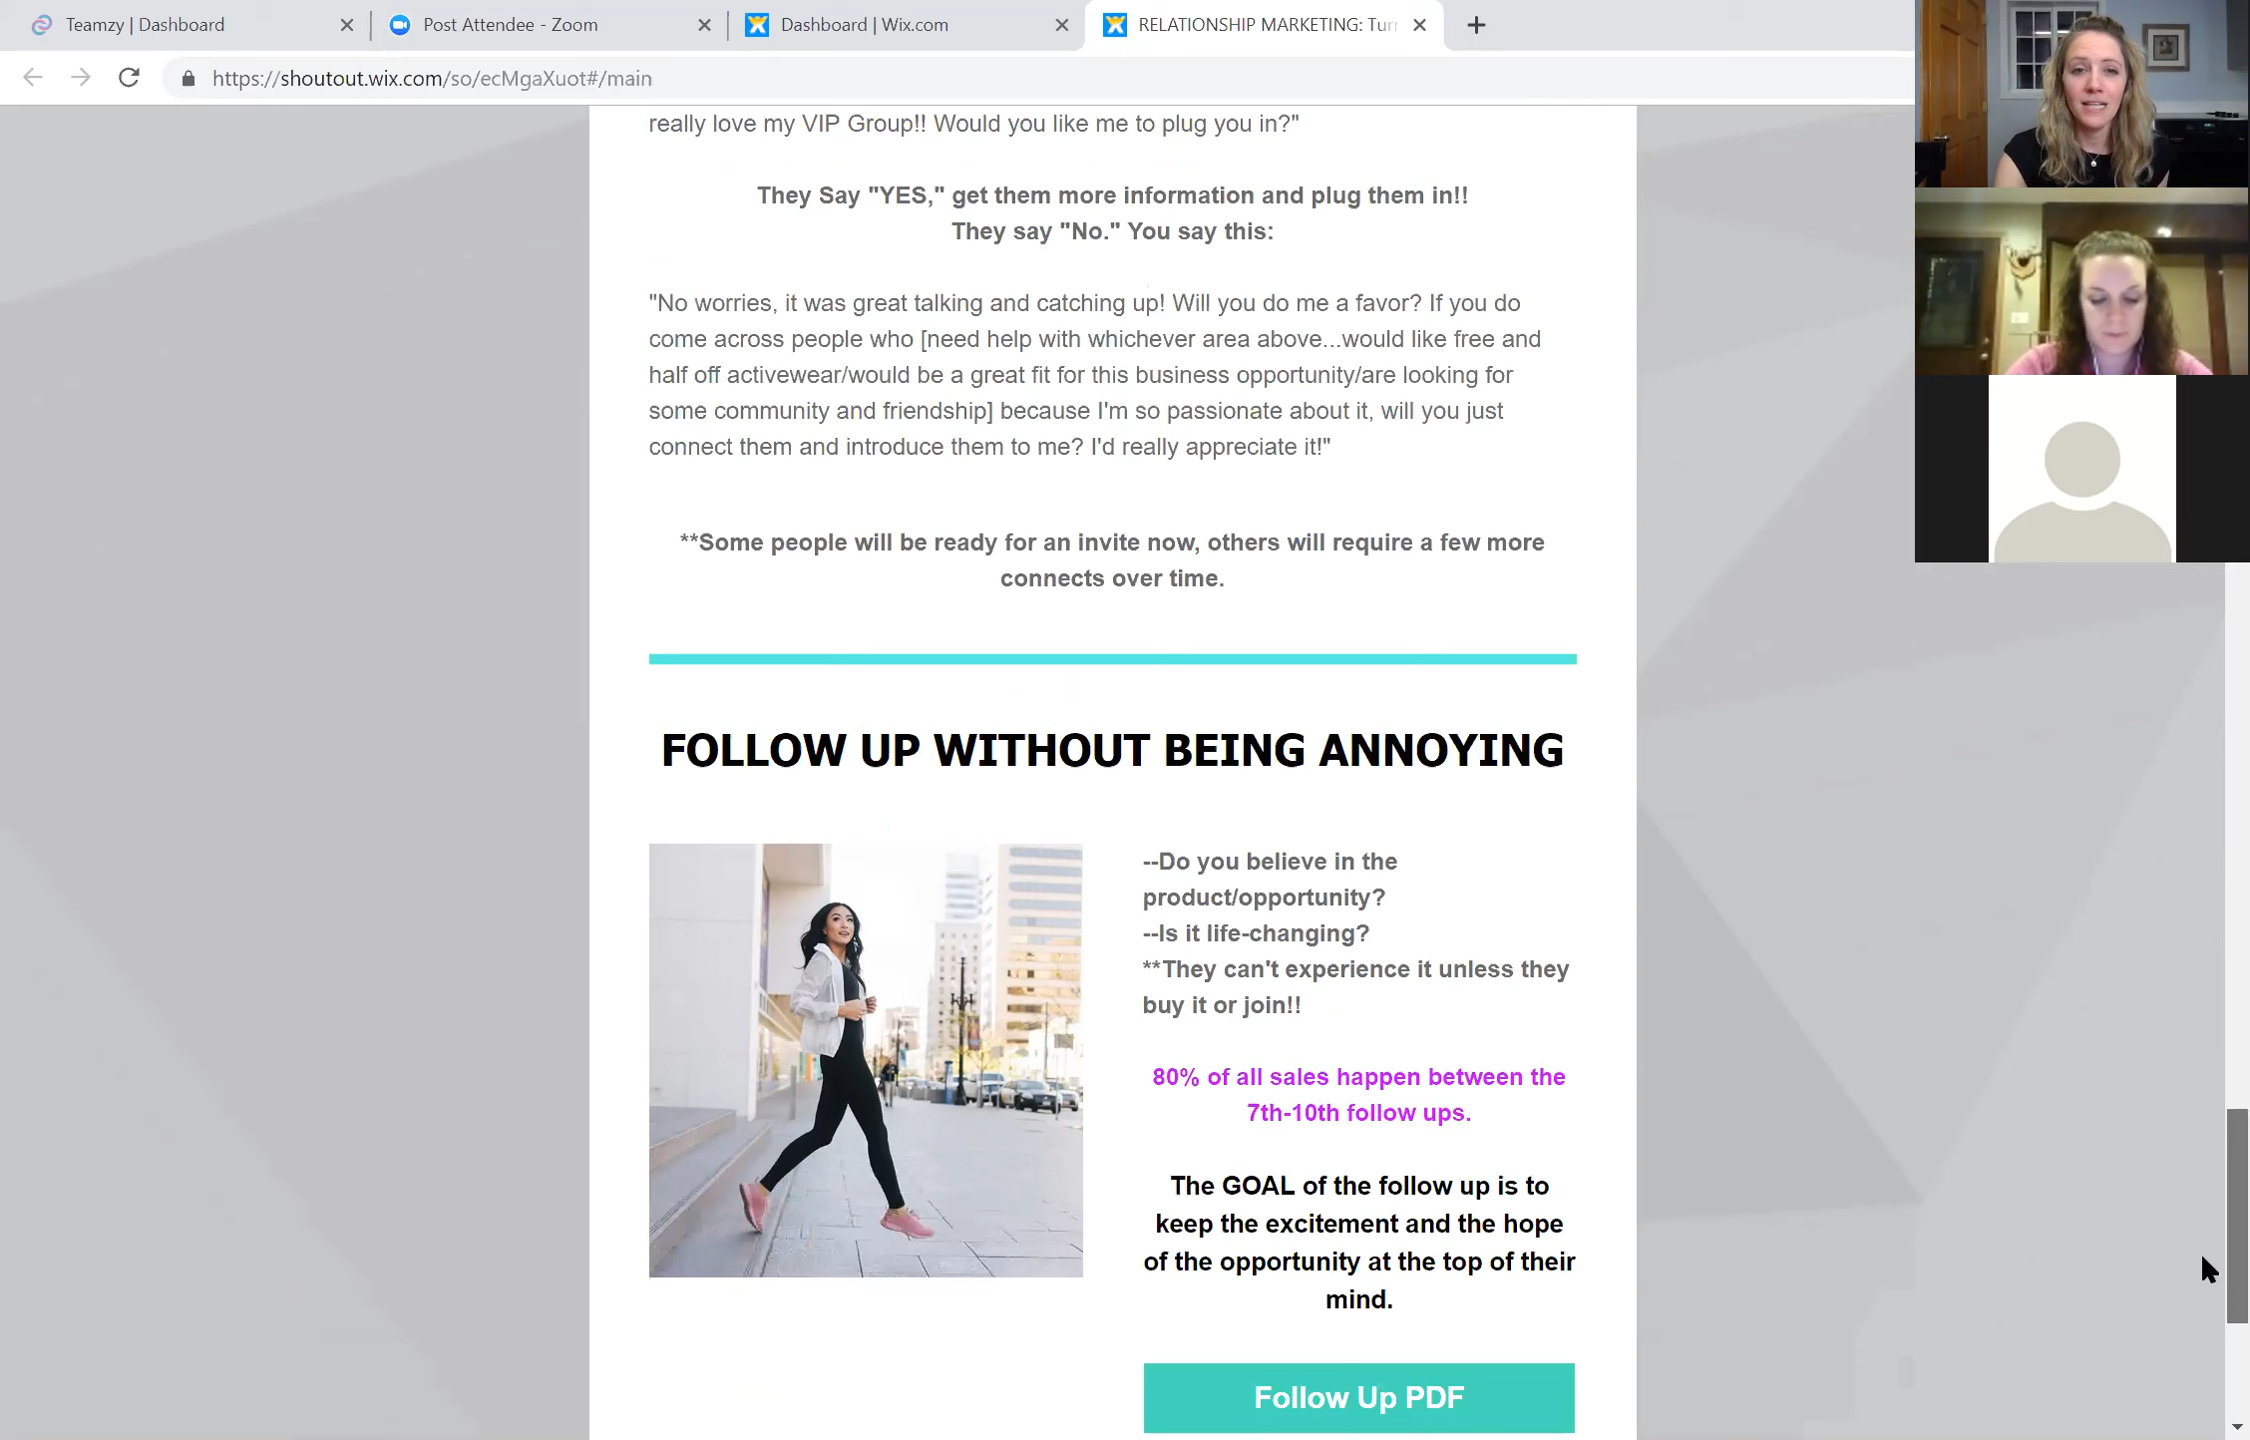 Teamzy | Dashboard
Post Attendee - Zoom
Dashboard | Wix.com
RELATIONSHIP MARKETING: Tur
https://shoutout.wix.com/so/ecMgaXuot#/main
really love my VIP Group!! Would you like me to plug you in?"
They Say "YES," get them more information and plug them in!!
They say "No." You say this:
"No worries, it was great talking and catching up! Will you do me a favor? If you do
come across people who [need help with whichever area above...would like free and
half off activewear/would be a great fit for this business opportunity/are looking for
some community and friendship] because I'm so passionate about it, will you just
connect them and introduce them to me? I'd really appreciate it!"
**Some people will be ready for an invite now, others will require a few more
connects over time.
FOLLOW UP WITHOUT BEING ANNOYING
--Do you believe in the
product/opportunity?
--Is it life-changing?
**They can't experience it unless they
buy it or join!!
80% of all sales happen between the
7th-10th follow ups.
The GOAL of the follow up is to
keep the excitement and the hope
of the opportunity at the top of their
mind.
Follow Up PDF